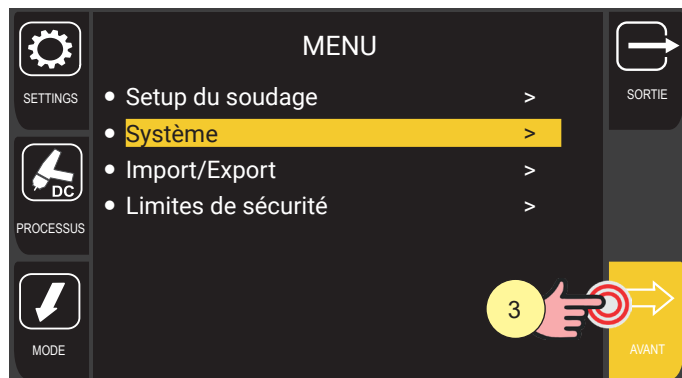 MENU
SETTINGS
• Setup du soudage >
SORTIE
• Système >
• Import/Export >
DC
• Limites de sécurité >
PROCESSUS
3
MODE
AVANT